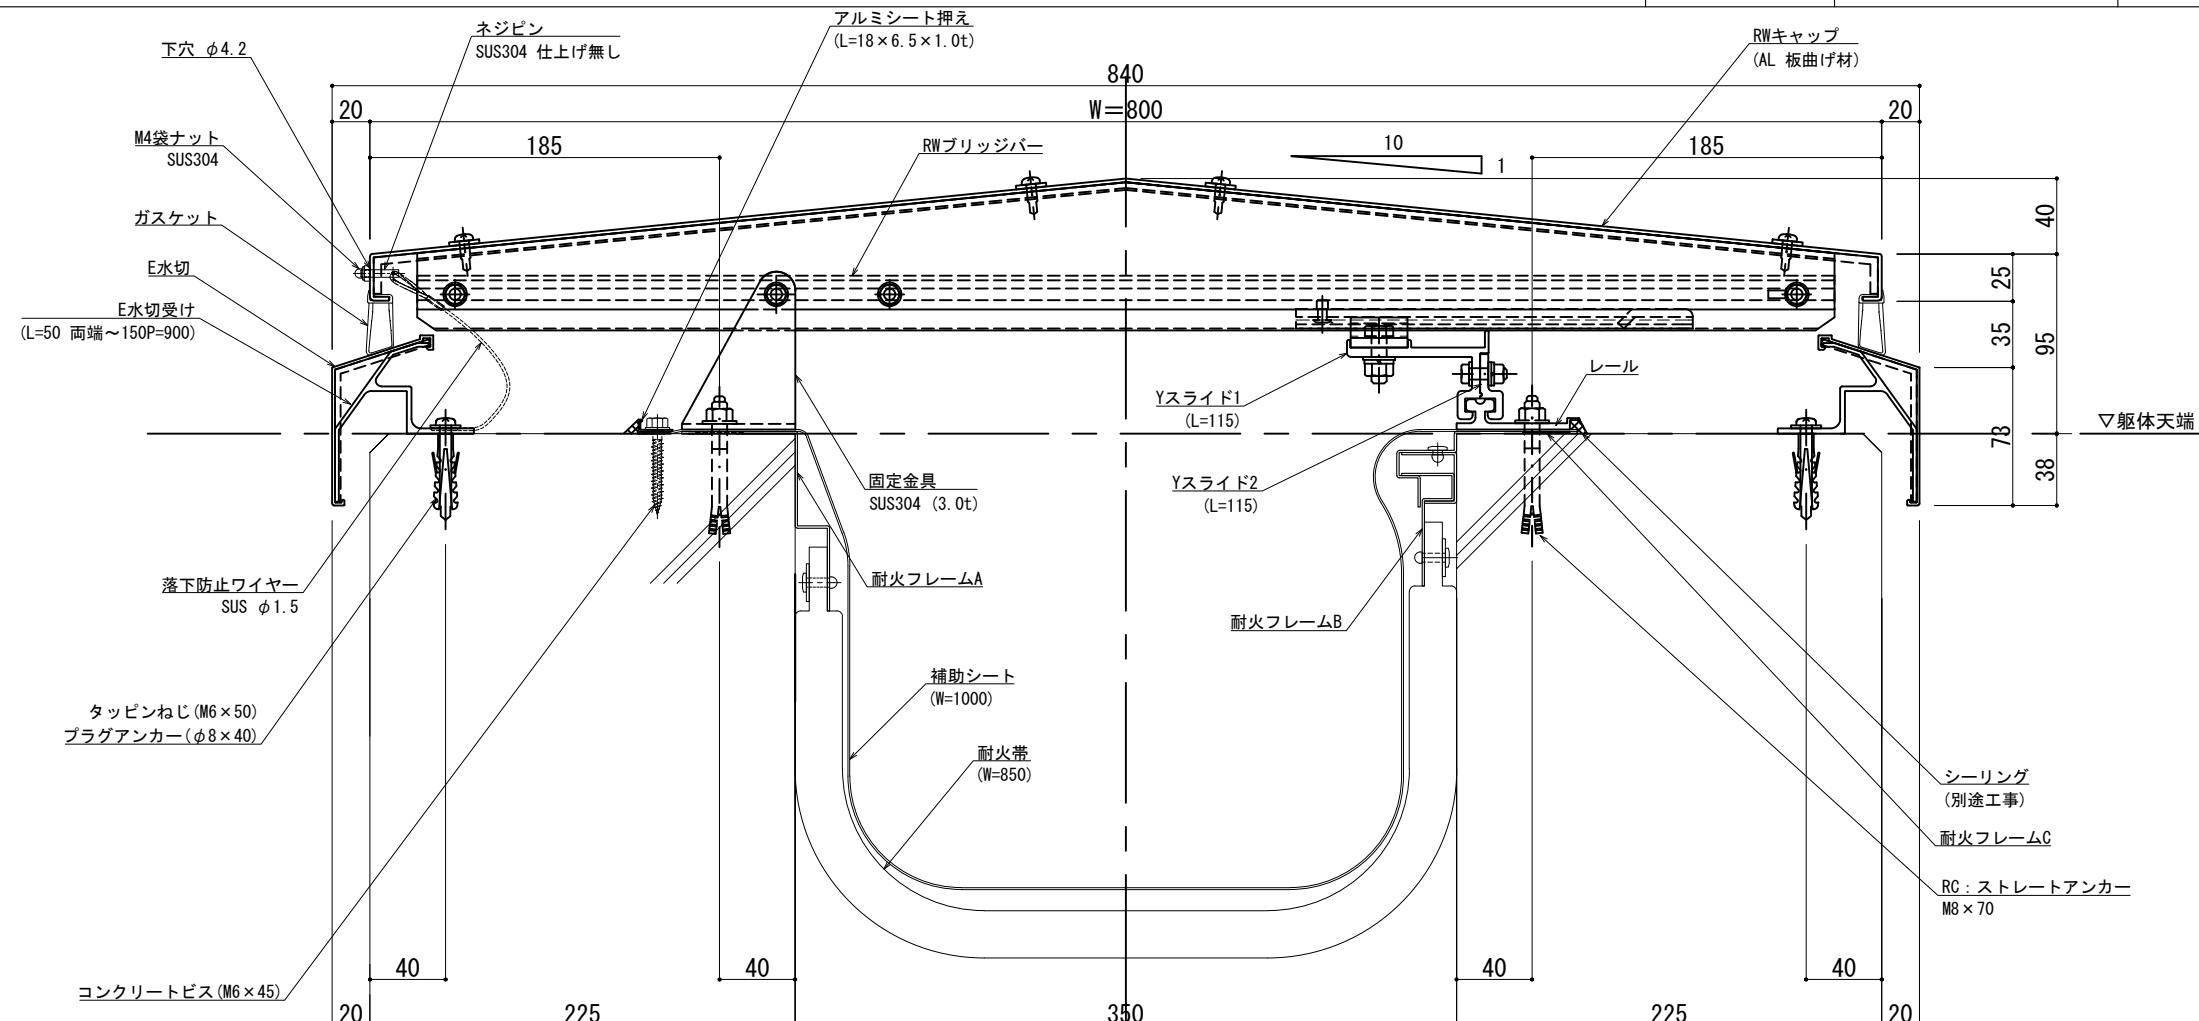 アルミシート押え
(L=18×6.5×1.0t)
ネジピン
SUS304 仕上げ無し
下穴 φ4.2
RWキャップ
(AL 板曲げ材)
840
20
W=800
20
M4袋ナット
SUS304
185
RWブリッジバー
10
1
185
ガスケット
40
E水切
25
E水切受け
(L=50 両端～150P=900)
35
95
Yスライド1
(L=115)
レール
▽躯体天端
73
38
固定金具
SUS304 (3.0t)
Yスライド2
(L=115)
落下防止ワイヤー
SUS φ1.5
耐火フレームA
耐火フレームB
補助シート
(W=1000)
タッピンねじ(M6×50)
プラグアンカー(φ8×40)
耐火帯
(W=850)
シーリング
(別途工事)
耐火フレームC
RC：ストレートアンカー
M8×70
コンクリートビス(M6×45)
40
40
40
40
20
225
350
225
20